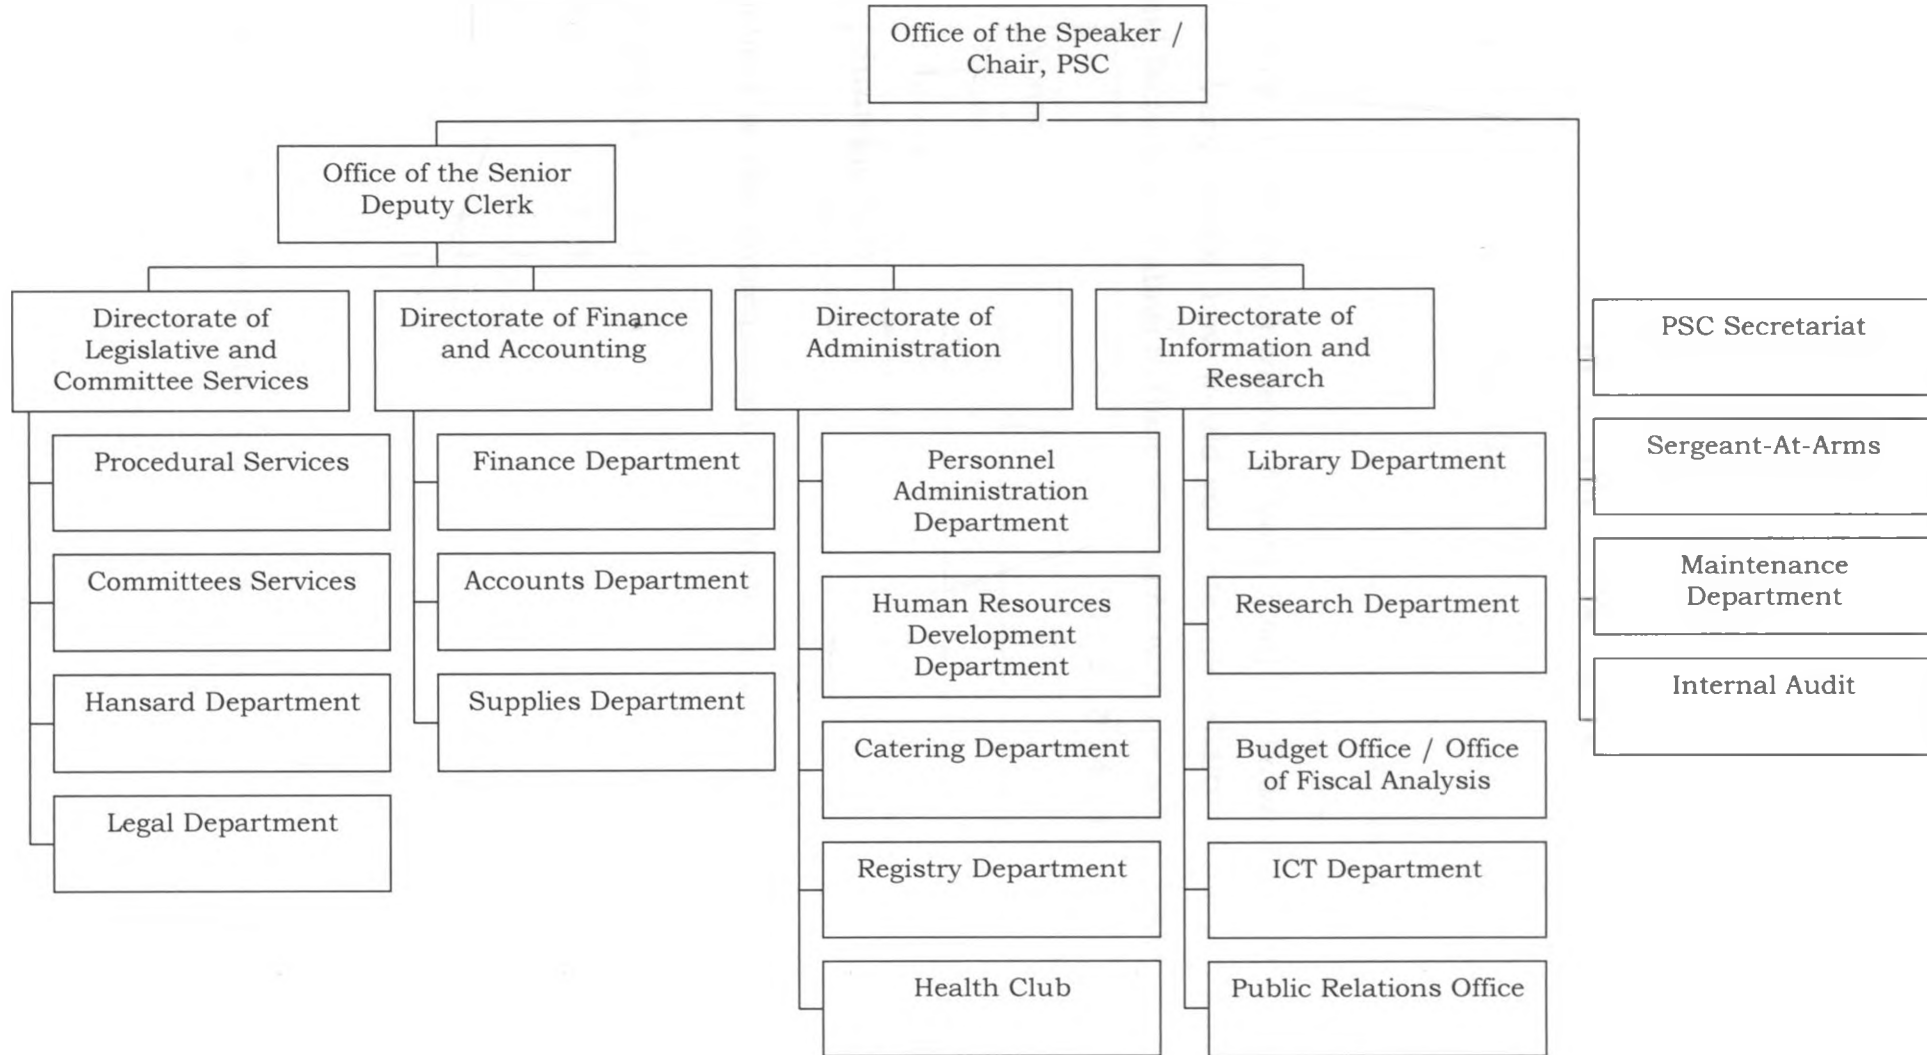 Office of the Speaker /
Chair, PSC
Office of the Senior
Deputy Clerk
Directorate of
Legislative and
Committee Services
Directorate of Finance
and Accounting
Directorate of
Administration
Directorate of
Information and
Research
PSC Secretariat
Sergeant-At-Arms
Maintenance
Department
Internal Audit
Procedural Services
Committees Services
Hansard Department
Legal Department
Finance Department
Accounts Department
Supplies Department
Personnel
Administration
Department
Human Resources
Development
Department
Catering Department
Registry Department
Health Club
Library Department
Research Department
Budget Office / Office
of Fiscal Analysis
ICT Department
Public Relations Office